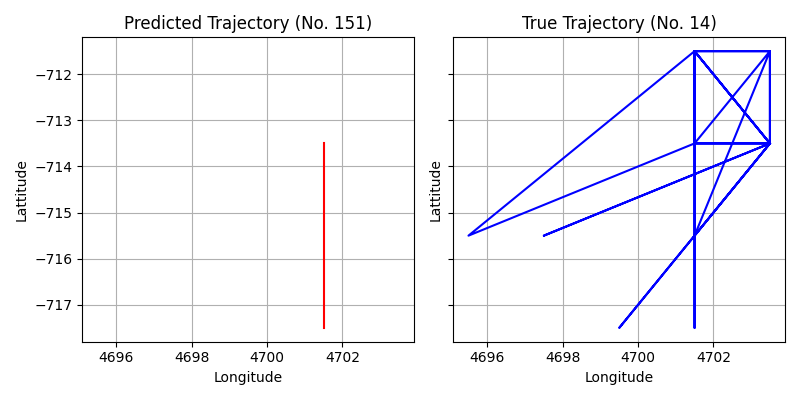 Predicted Trajectory (No. 151)
True Trajectory (No. 14)
Lattitude
Lattitude
−712
−713
−714
−715
−716
−717
4696
4698
4700
4702
4696
4698
4700
4702
Longitude
Longitude